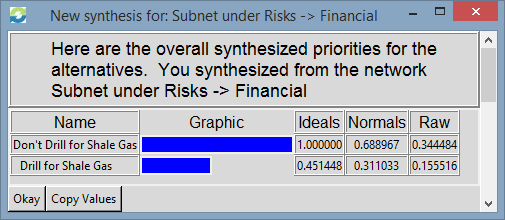 New synthesis for: Subnet under Risks -> Financial
Here are the overall synthesized priorities for the
alternatives. You synthesized from the network
Subnet under Risks -> Financial
Name Graphic Ideals Normals Raw
Don't Drill for Shale Gas 1.000000 0.688967 0.344484
Drill for Shale Gas 0.451448 0.311033 0.155516
Okay Copy Values